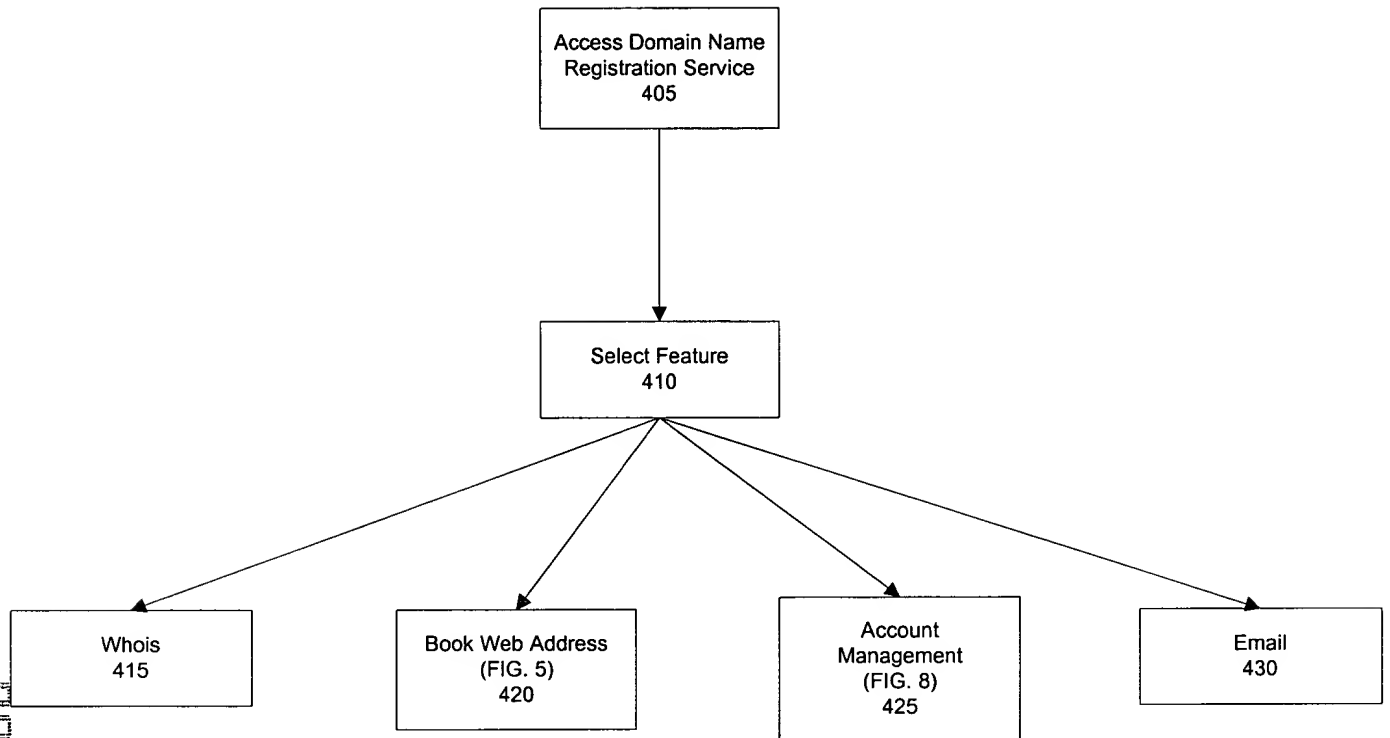 Access Domain Name
Registration Service
405
Select Feature
410
Whois
415
Book Web Address
(FIG. 5)
420
Account
Management
(FIG. 8)
425
Email
430